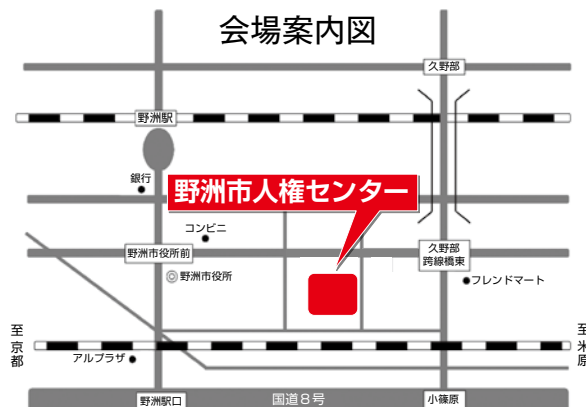 会場案内図
久野部
野洲駅
銀行
野洲市人権センター
コンビニ
野洲市役所前
久野部
跨線橋東
野洲市役所
フレンドマート
至京都
至米原
アルプラザ
野洲駅口
国道8号
小篠原